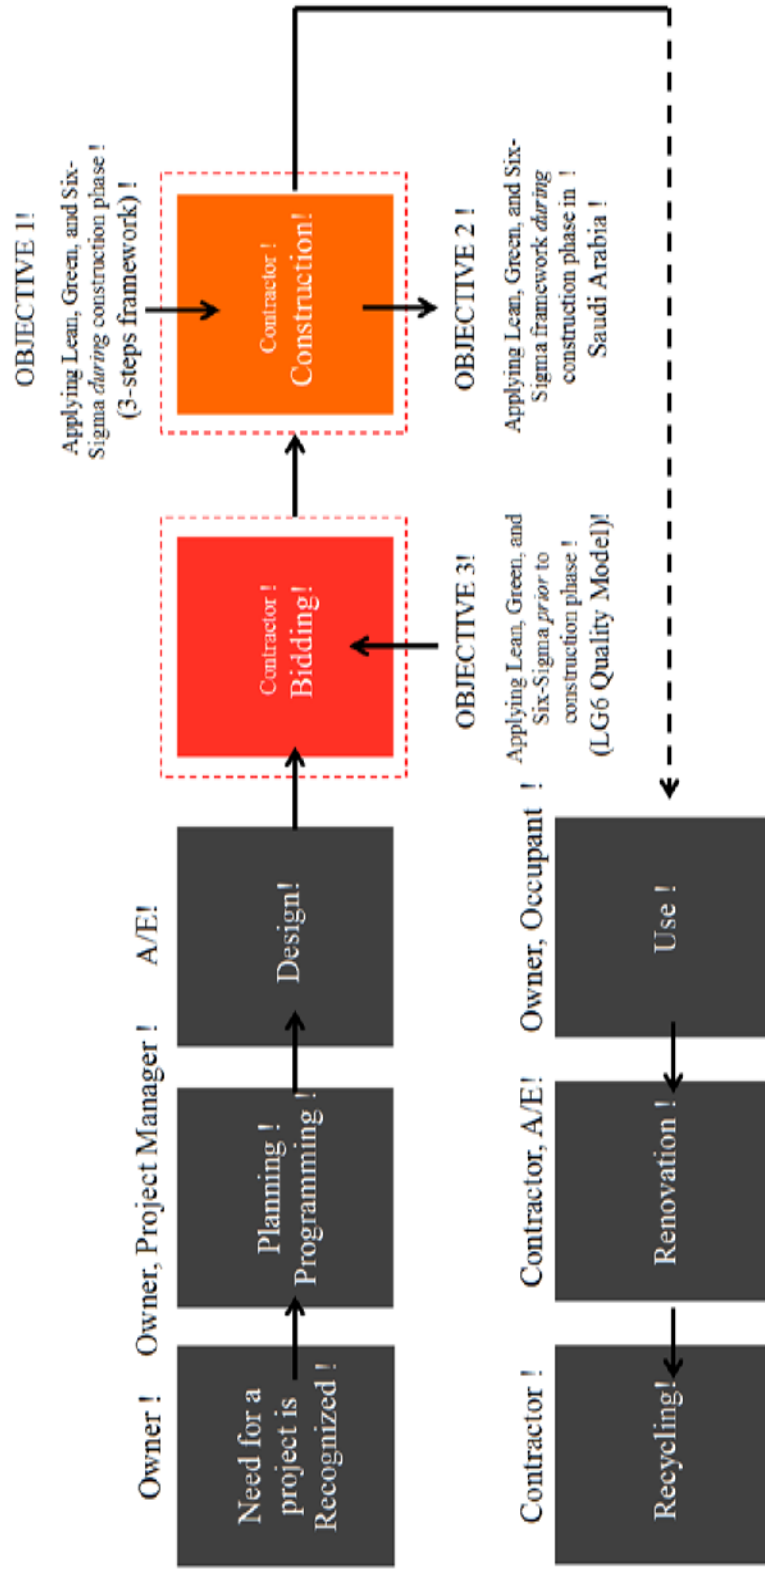 OBJECTIVE 1!
Applying Lean, Green, and Six-
Sigma during construction phase !
(3-steps framework) !
Owner !
Need for a
project is
Recognized !
Owner, Project Manager !
Planning !
Programming !
A/E!
Design!
Contractor !
Bidding!
Contractor !
Construction!
OBJECTIVE 3!
Applying Lean, Green, and
Six-Sigma prior to
construction phase !
(LG6 Quality Model)!
OBJECTIVE 2 !
Applying Lean, Green, and Six-
Sigma framework during
construction phase in !
Saudi Arabia !
Contractor !
Recycling!
Contractor, A/E!
Renovation !
Owner, Occupant !
Use !